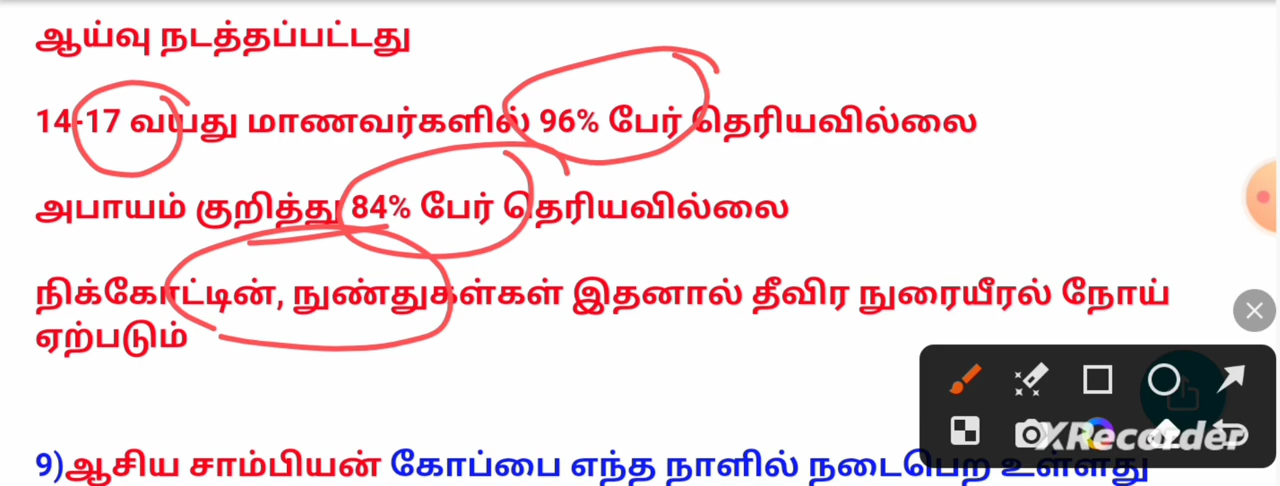 ஆய்வு நடத்தப்பட்டது
14-17 வயது மாணவர்களில் 96% பேர் தெரியவில்லை
அபாயம் குறித்து 84% பேர் தெரியவில்லை
நிக்கோட்டின், நுண்துகள்கள் இதனால் தீவிர நுரையீரல் நோய்
ஏற்படும்
9)ஆசிய சாம்பியன் கோப்பை எந்த நாளில் நடைபெற உள்ளது
XRecorder